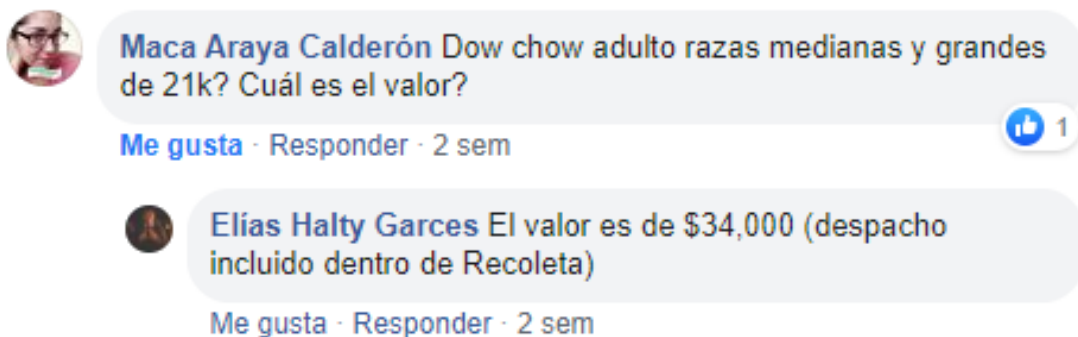 Maca Araya Calderón Dow chow adulto razas medianas y grandes
de 21k? Cuál es el valor?
1
Me gusta · Responder · 2 sem
Elías Halty Garces El valor es de $34,000 (despacho
incluido dentro de Recoleta)
Me gusta · Responder · 2 sem